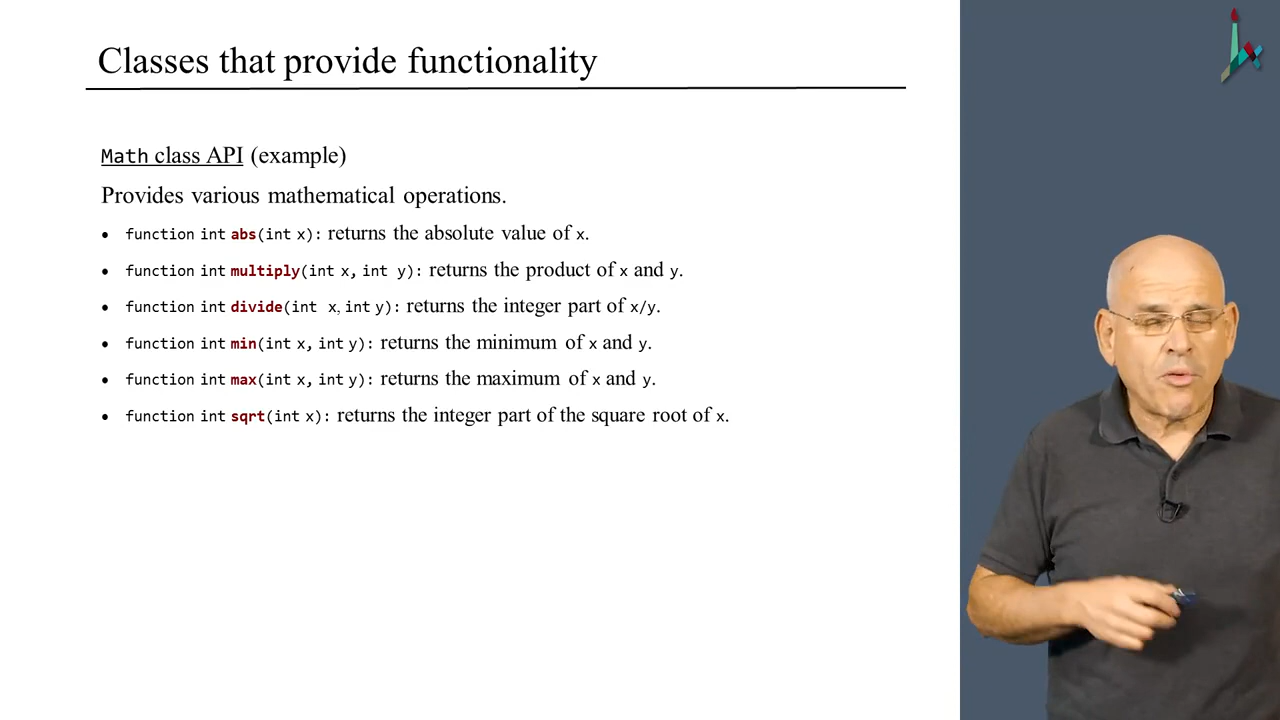 Classes that provide functionality
Math class API (example)
Provides various mathematical operations.
• function int abs(int x): returns the absolute value of x.
• function int multiply(int x, int y): returns the product of x and y.
• function int divide(int x, int y): returns the integer part of x/y.
• function int min(int x, int y): returns the minimum of x and y.
• function int max(int x, int y): returns the maximum of x and y.
• function int sqrt(int x): returns the integer part of the square root of x.